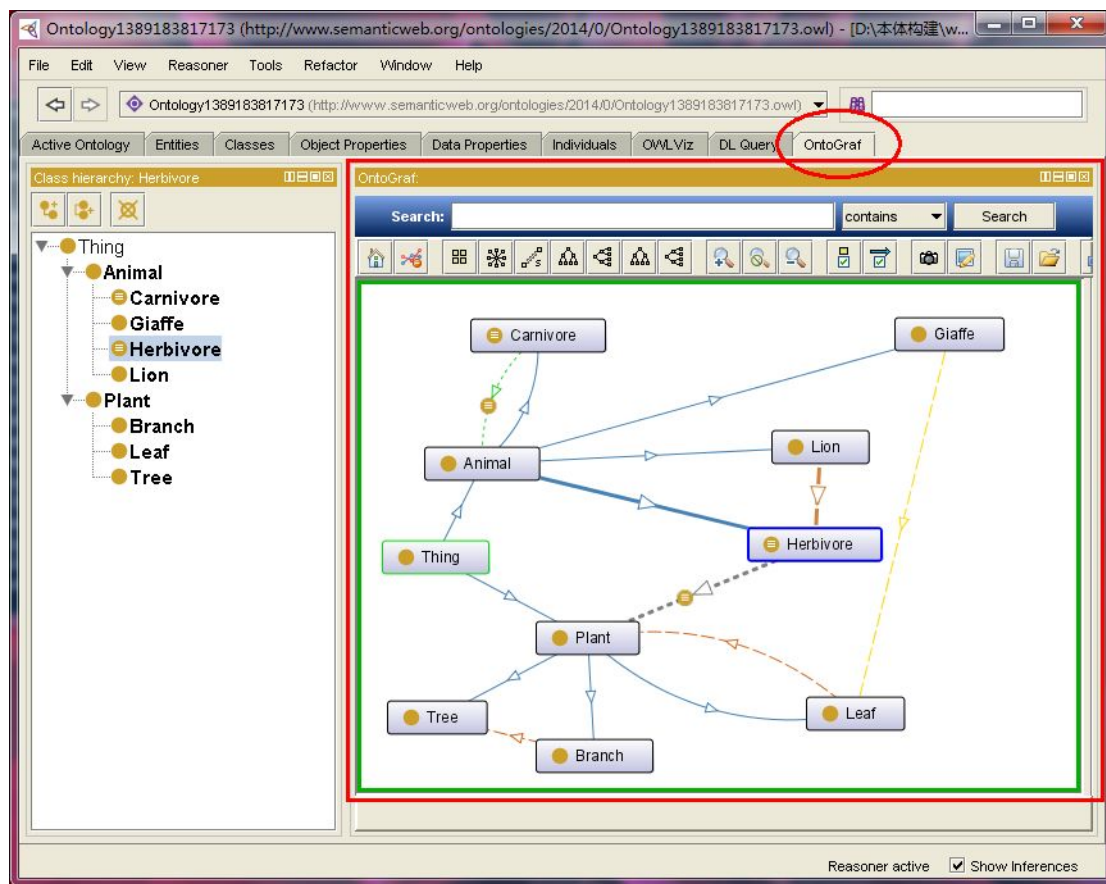 Ontology1389183817173 (http://www.semanticweb.org/ontologies/2014/0/Ontology1389183817173.owl) - [D:\本体构建\w...
File Edit View Reasoner Tools Refactor Window Help
Ontology1389183817173 (http://www.semanticweb.org/ontologies/2014/0/Ontology1389183817173.owl)
Active Ontology Entities Classes Object Properties Data Properties Individuals OWLViz DL Query OntoGraf
Class hierarchy: Herbivore
Thing
Animal
Carnivore
Giaffe
Herbivore
Lion
Plant
Branch
Leaf
Tree
OntoGraf:
Search: contains Search
Carnivore
Giaffe
Lion
Animal
Herbivore
Thing
Plant
Leaf
Tree
Branch
Reasoner active Show Inferences